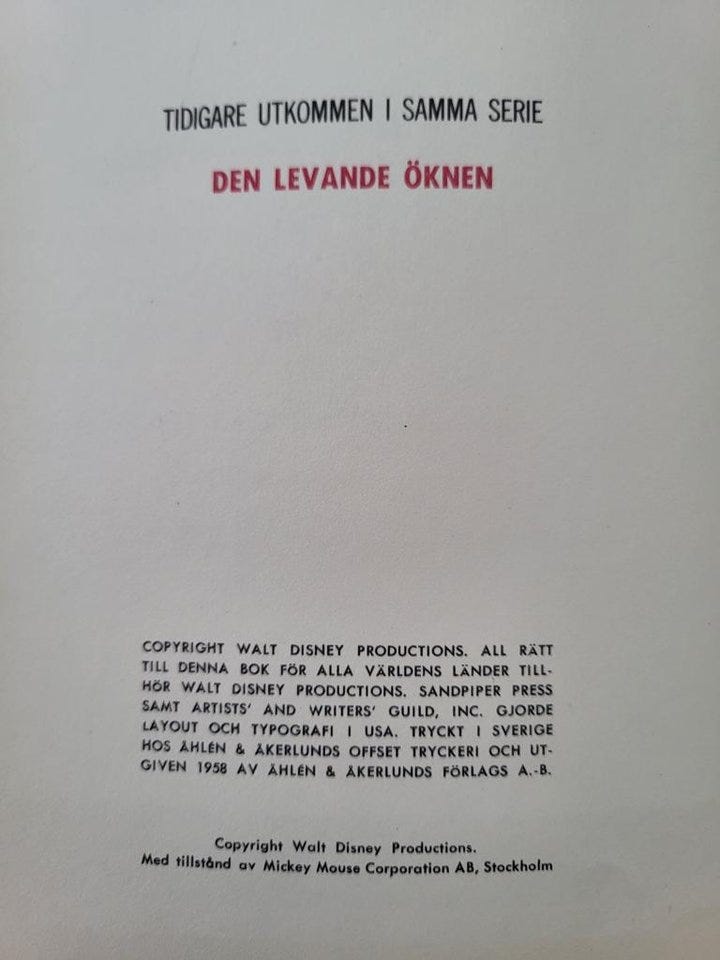 TIDIGARE UTKOMMEN I SAMMA SERIE
DEN LEVANDE ÖKNEN
COPYRIGHT WALT DISNEY PRODUCTIONS. ALL RÄTT
TILL DENNA BOK FÖR ALLA VÄRLDENS LÄNDER TILL-
HÖR WALT DISNEY PRODUCTIONS. SANDPIPER PRESS
SAMT ARTISTS' AND WRITERS' GUILD, INC. GJORDE
LAYOUT OCH TYPOGRAFI I USA. TRYCKT I SVERIGE
HOS ÅHLÉN & ÅKERLUNDS OFFSET TRYCKERI OCH UT-
GIVEN 1958 AV ÅHLÉN & ÅKERLUNDS FÖRLAGS A.-B.
Copyright Walt Disney Productions.
Med tillstånd av Mickey Mouse Corporation AB, Stockholm